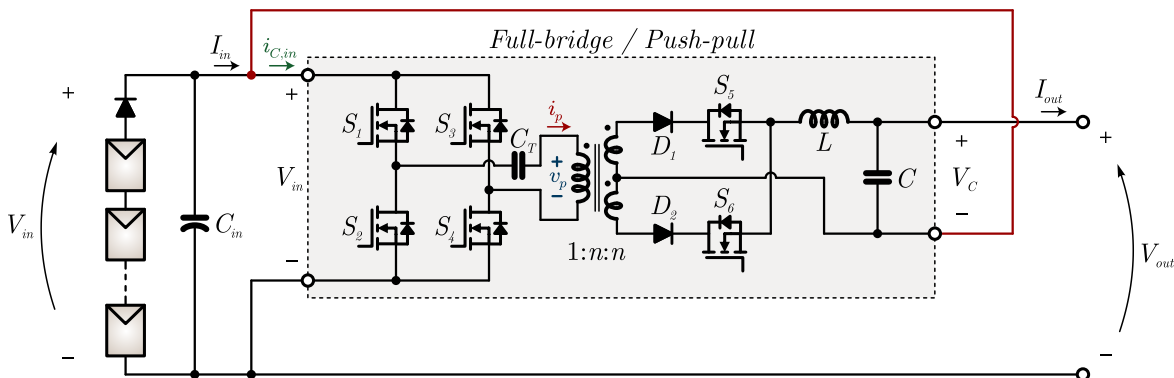 Full-bridge / Push-pull
I_in
i_C,in
+
V_in
−
C_in
+
V_in
−
S_1
S_3
S_2
S_4
C_T
i_p
+
v_p
−
1:n:n
D_1
S_5
D_2
S_6
L
C
+
V_C
−
I_out
+
V_out
−